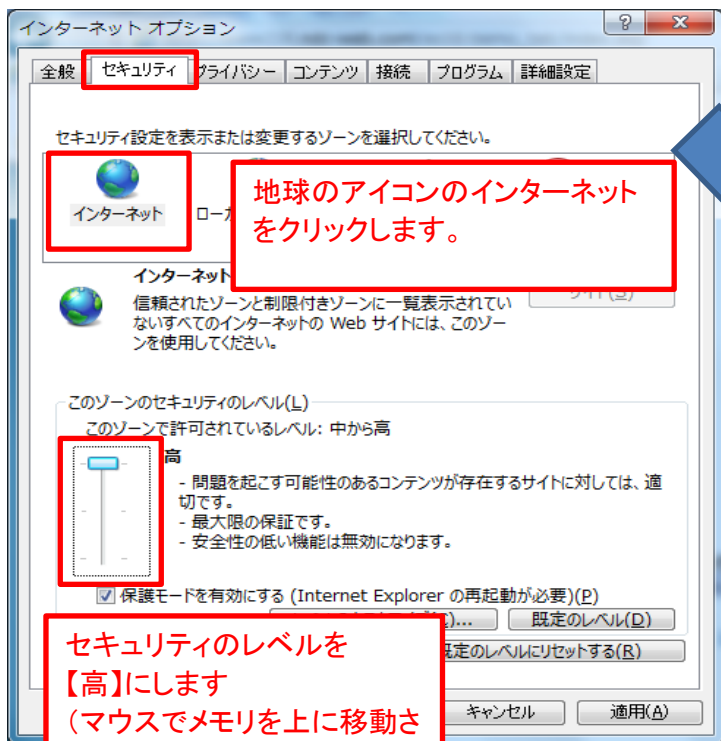 インターネット オプション
全般 セキュリティ プライバシー コンテンツ 接続 プログラム 詳細設定
セキュリティ設定を表示または変更するゾーンを選択してください。
インターネット
地球のアイコンのインターネット
をクリックします。
インターネット
信頼されたゾーンと制限付きゾーンに一覧表示されてい
ないすべてのインターネットの Web サイトには、このゾー
ンを使用してください。
このゾーンのセキュリティのレベル(L)
このゾーンで許可されているレベル: 中から高
高
- 問題を起こす可能性のあるコンテンツが存在するサイトに対しては、適
切です。
- 最大限の保証です。
- 安全性の低い機能は無効になります。
保護モードを有効にする (Internet Explorer の再起動が必要)(P)
既定のレベル(D)
既定のレベルにリセットする(R)
セキュリティのレベルを
【高】にします
(マウスでメモリを上に移動さ
キャンセル 適用(A)